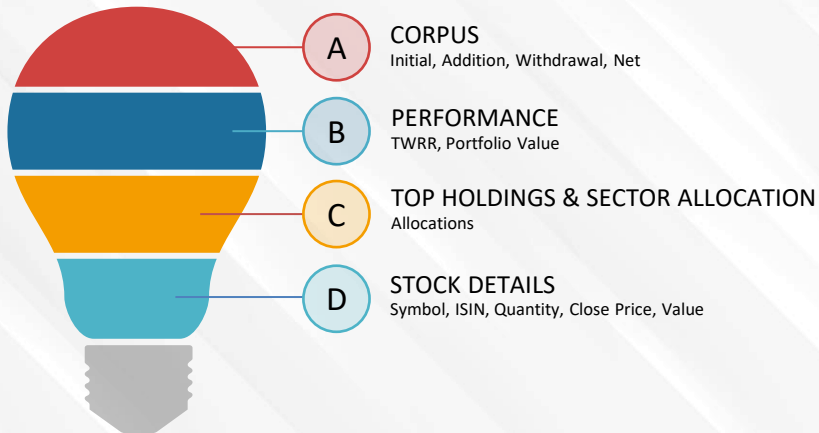 A
CORPUS
Initial, Addition, Withdrawal, Net
B
PERFORMANCE
TWRR, Portfolio Value
C
TOP HOLDINGS & SECTOR ALLOCATION
Allocations
D
STOCK DETAILS
Symbol, ISIN, Quantity, Close Price, Value